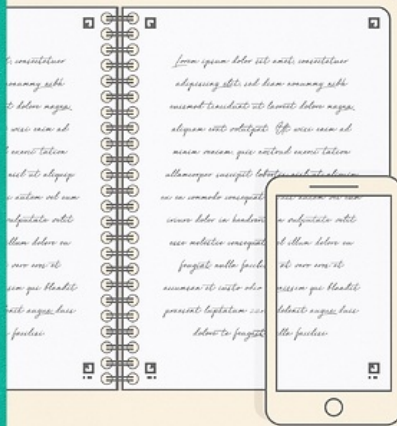 consectetuer
nonummy nibh
dolore magna
wisi enim ad
exerci tation
nisl ut aliquip
autem vel eum
vulputate velit
illum dolore eu
vero eros et
qui blandit
augue duis
facilisi
Lorem ipsum dolor sit amet, consectetuer
adipiscing elit, sed diam nonummy nibh
euismod tincidunt ut laoreet dolore magna
aliquam erat volutpat. Ut wisi enim ad
minim veniam, quis nostrud exerci tation
ullamcorper suscipit lobortis nisl ut aliquip
ex ea commodo autem vel eum
iriure dolor in vulputate velit
esse molestie illum dolore eu
feugiat nulla at vero eros et
accumsan et iusto odio qui blandit
praesent luptatum delenit augue duis
dolore te feugait facilisi